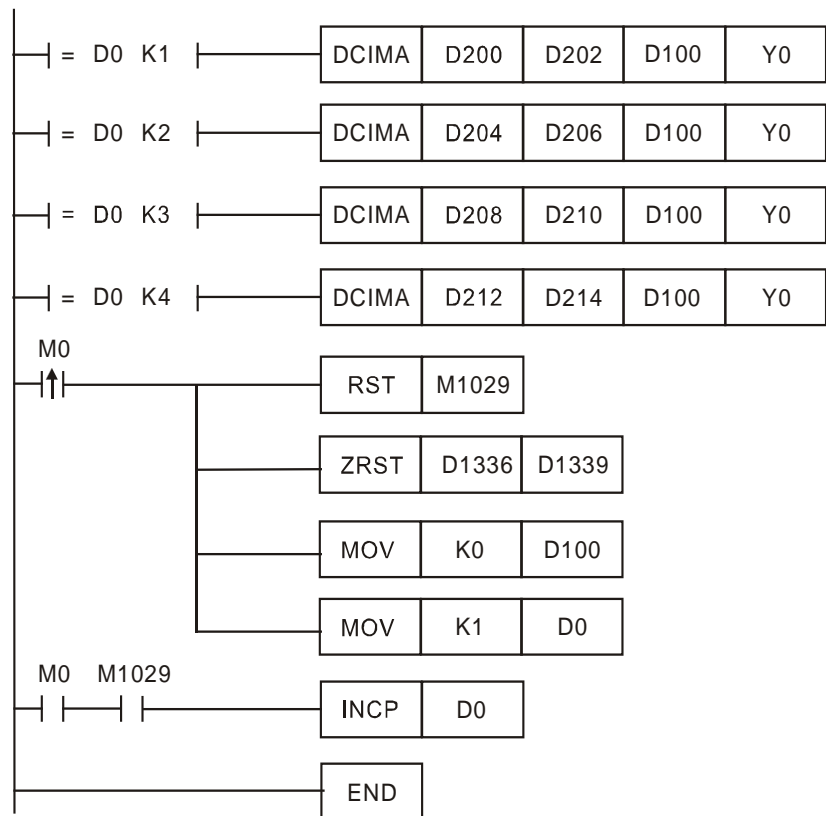 = D0 K1 DCIMA D200 D202 D100 Y0
= D0 K2 DCIMA D204 D206 D100 Y0
= D0 K3 DCIMA D208 D210 D100 Y0
= D0 K4 DCIMA D212 D214 D100 Y0
M0
RST M1029
ZRST D1336 D1339
MOV K0 D100
MOV K1 D0
M0 M1029
INCP D0
END